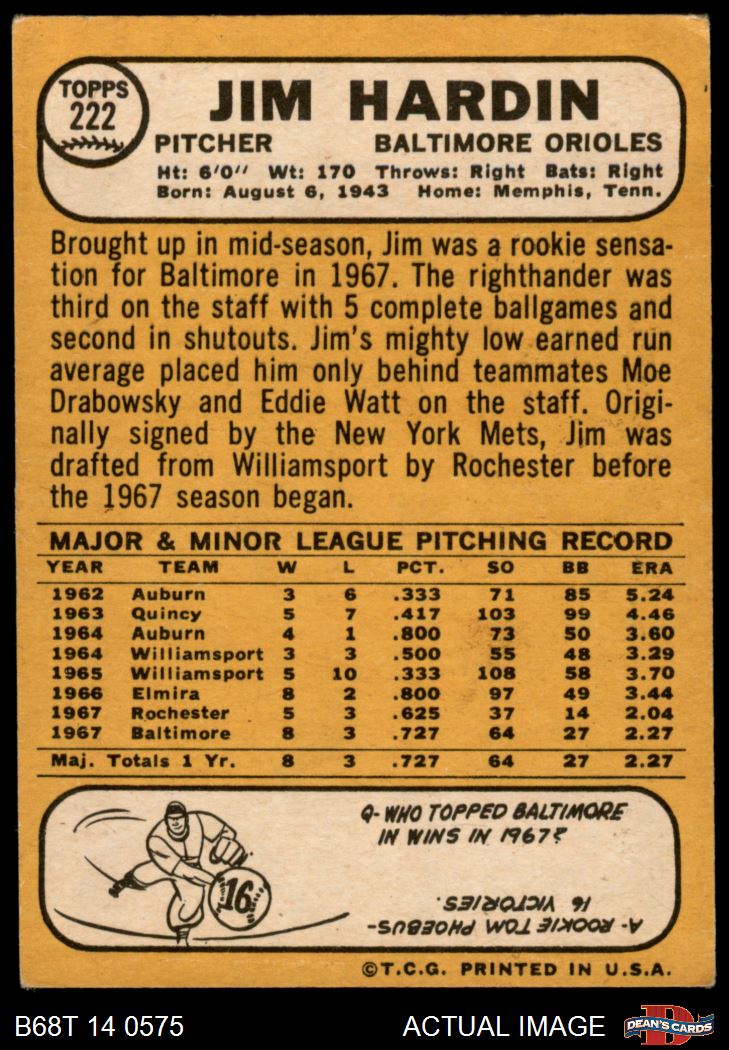 TOPPS
222
JIM HARDIN
PITCHER BALTIMORE ORIOLES
Ht: 6'0" Wt: 170 Throws: Right Bats: Right
Born: August 6, 1943 Home: Memphis, Tenn.
Brought up in mid-season, Jim was a rookie sensa-
tion for Baltimore in 1967. The righthander was
third on the staff with 5 complete ballgames and
second in shutouts. Jim's mighty low earned run
average placed him only behind teammates Moe
Drabowsky and Eddie Watt on the staff. Origi-
nally signed by the New York Mets, Jim was
drafted from Williamsport by Rochester before
the 1967 season began.
MAJOR & MINOR LEAGUE PITCHING RECORD
YEAR TEAM W L PCT. SO BB ERA
1962 Auburn 3 6 .333 71 85 5.24
1963 Quincy 5 7 .417 103 99 4.46
1964 Auburn 4 1 .800 73 50 3.60
1964 Williamsport 3 3 .500 55 48 3.29
1965 Williamsport 5 10 .333 108 58 3.70
1966 Elmira 8 2 .800 97 49 3.44
1967 Rochester 5 3 .625 37 14 2.04
1967 Baltimore 8 3 .727 64 27 2.27
Maj. Totals 1 Yr. 8 3 .727 64 27 2.27
16
Q- WHO TOPPED BALTIMORE
IN WINS IN 1967?
A- ROOKIE TOM PHOEBUS-
16 VICTORIES.
©T.C.G. PRINTED IN U.S.A.
B68T 14 0575 ACTUAL IMAGE
D
DEAN'S CARDS